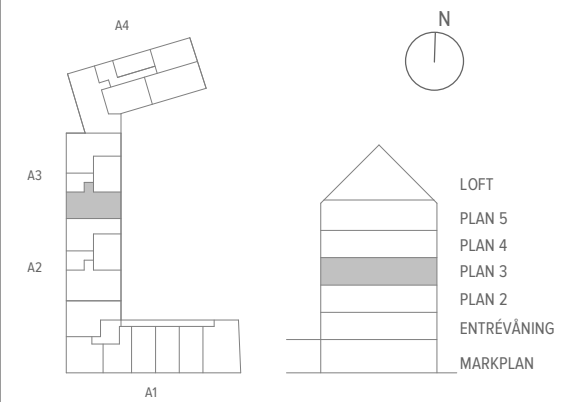 A4
N
A3
A2
A1
LOFT
PLAN 5
PLAN 4
PLAN 3
PLAN 2
ENTRÉVÅNING
MARKPLAN